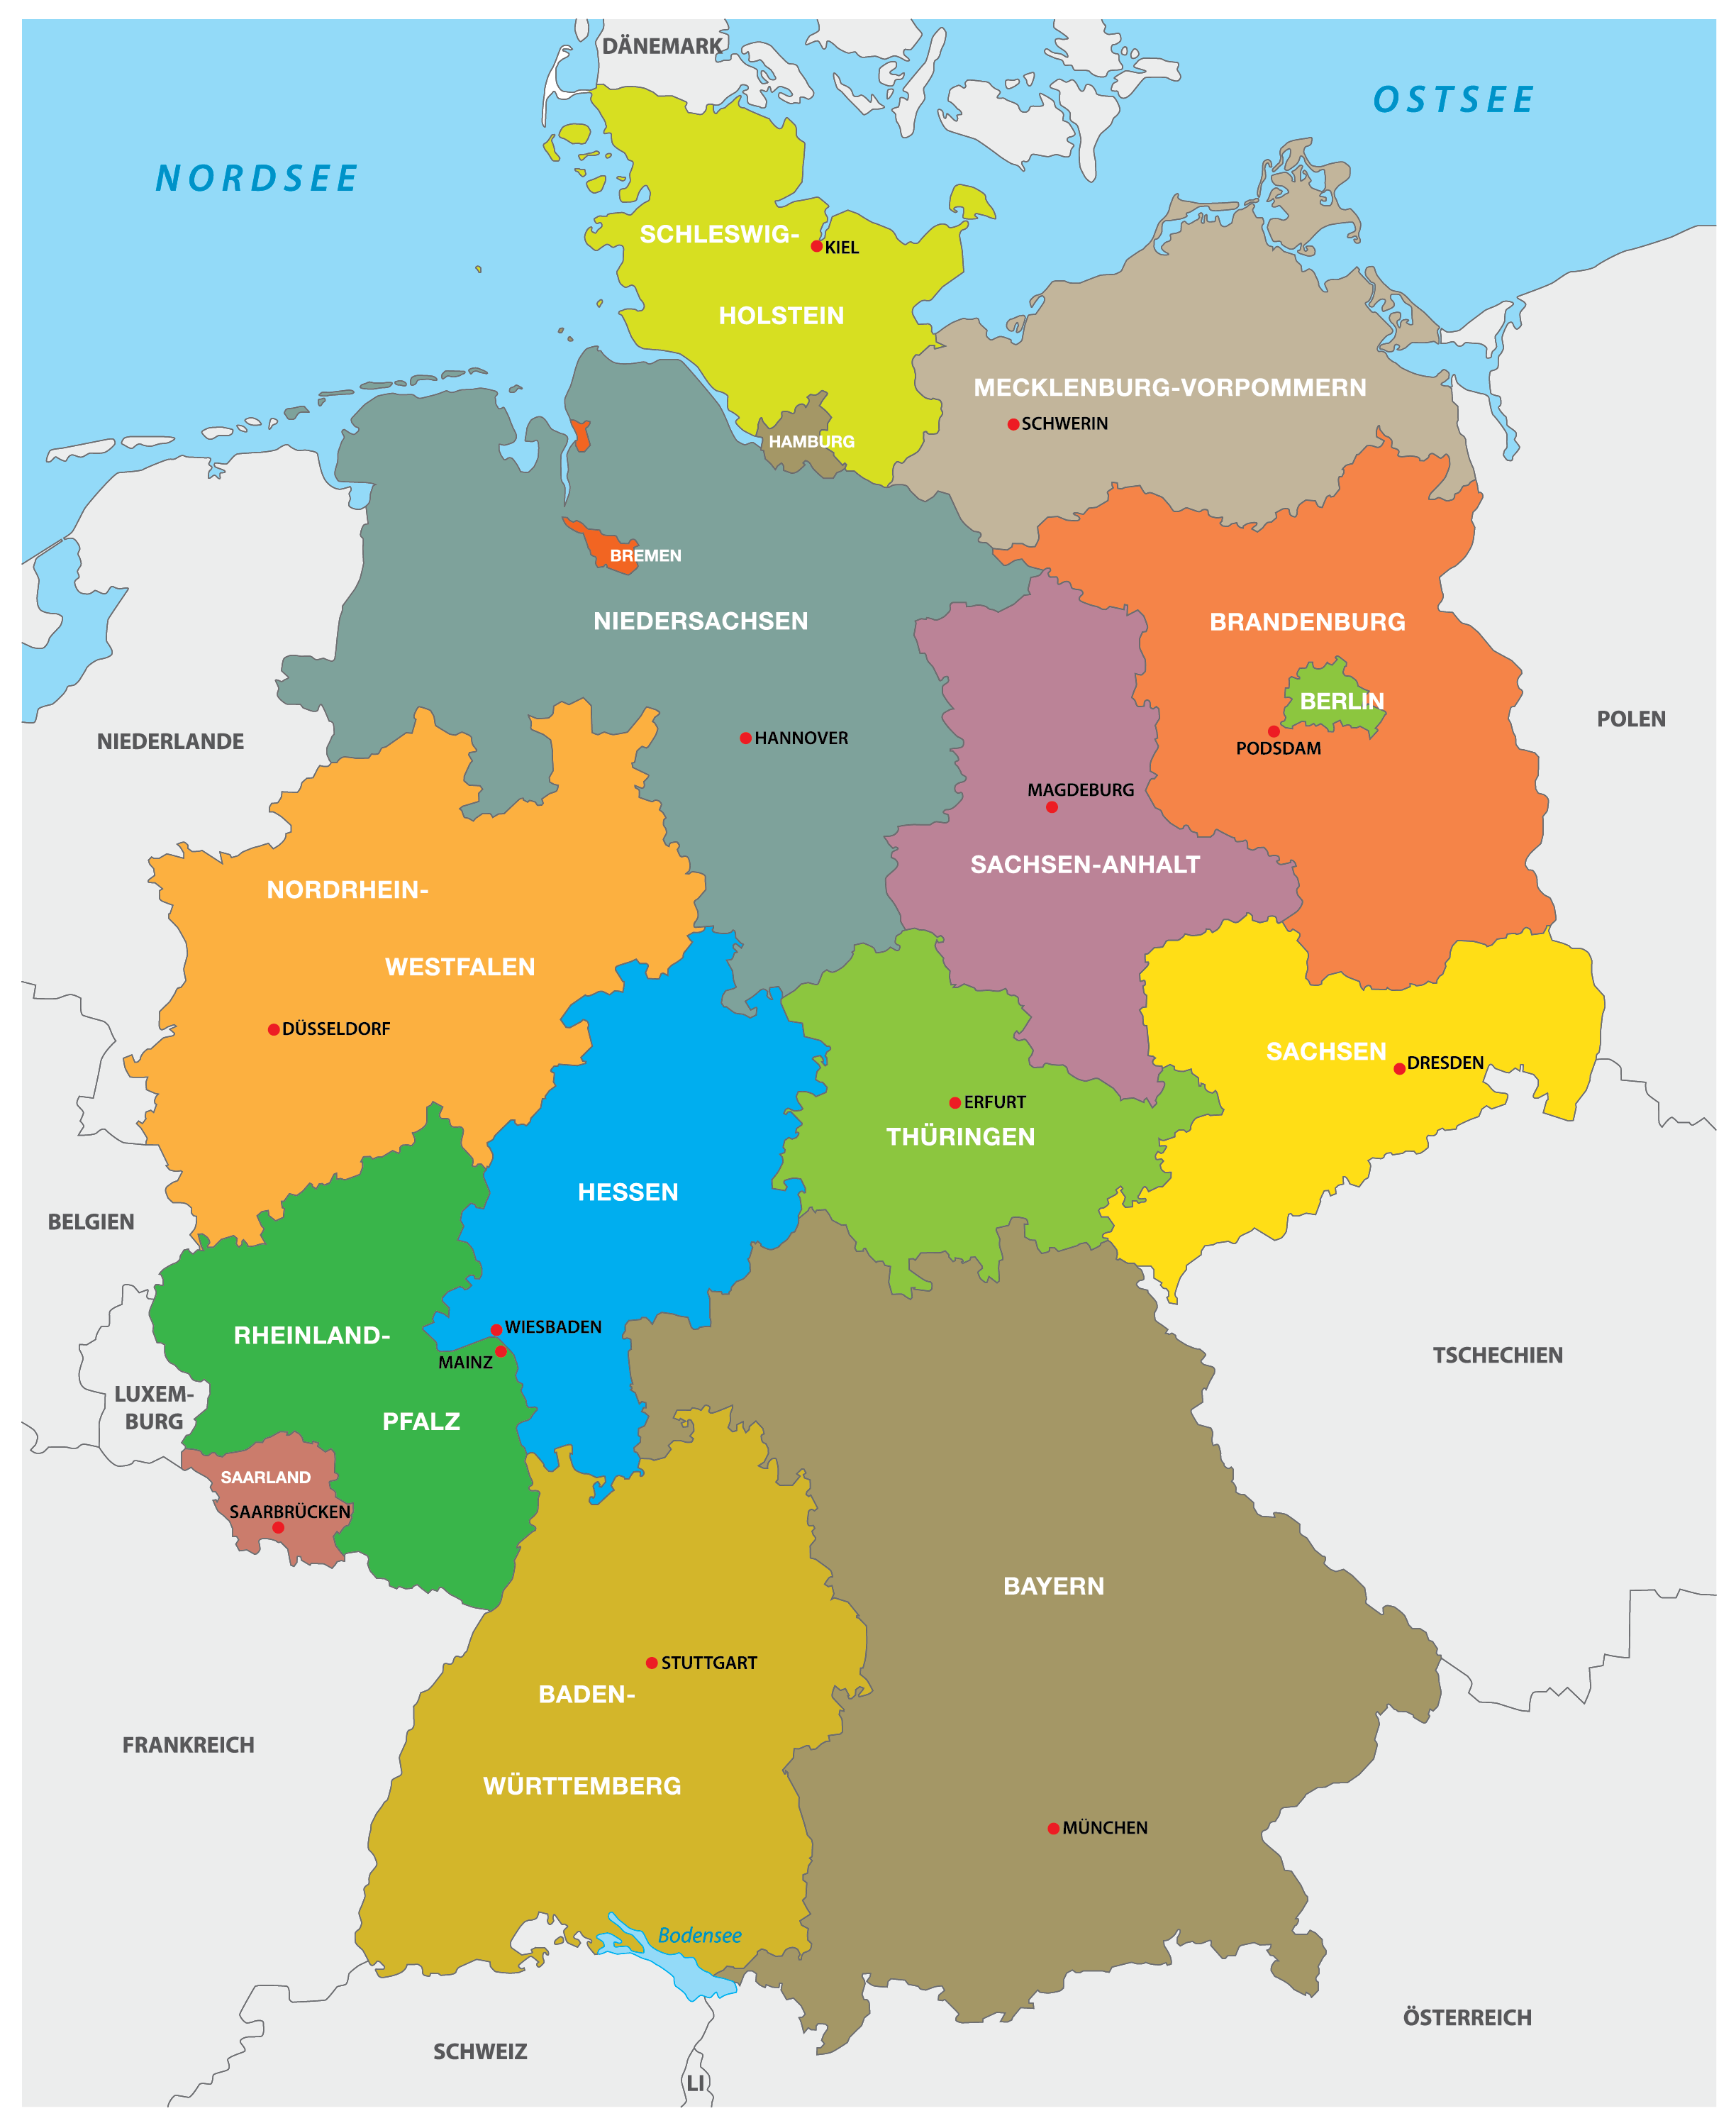 DÄNEMARK
OSTSEE
NORDSEE
SCHLESWIG-
KIEL
HOLSTEIN
MECKLENBURG-VORPOMMERN
SCHWERIN
HAMBURG
BREMEN
NIEDERSACHSEN
BRANDENBURG
BERLIN
POLEN
NIEDERLANDE
HANNOVER
PODSDAM
MAGDEBURG
SACHSEN-ANHALT
NORDRHEIN-
WESTFALEN
DÜSSELDORF
SACHSEN
DRESDEN
ERFURT
THÜRINGEN
HESSEN
BELGIEN
WIESBADEN
RHEINLAND-
MAINZ
TSCHECHIEN
LUXEM-
BURG
PFALZ
SAARLAND
SAARBRÜCKEN
BAYERN
STUTTGART
BADEN-
FRANKREICH
WÜRTTEMBERG
MÜNCHEN
Bodensee
ÖSTERREICH
SCHWEIZ
LI